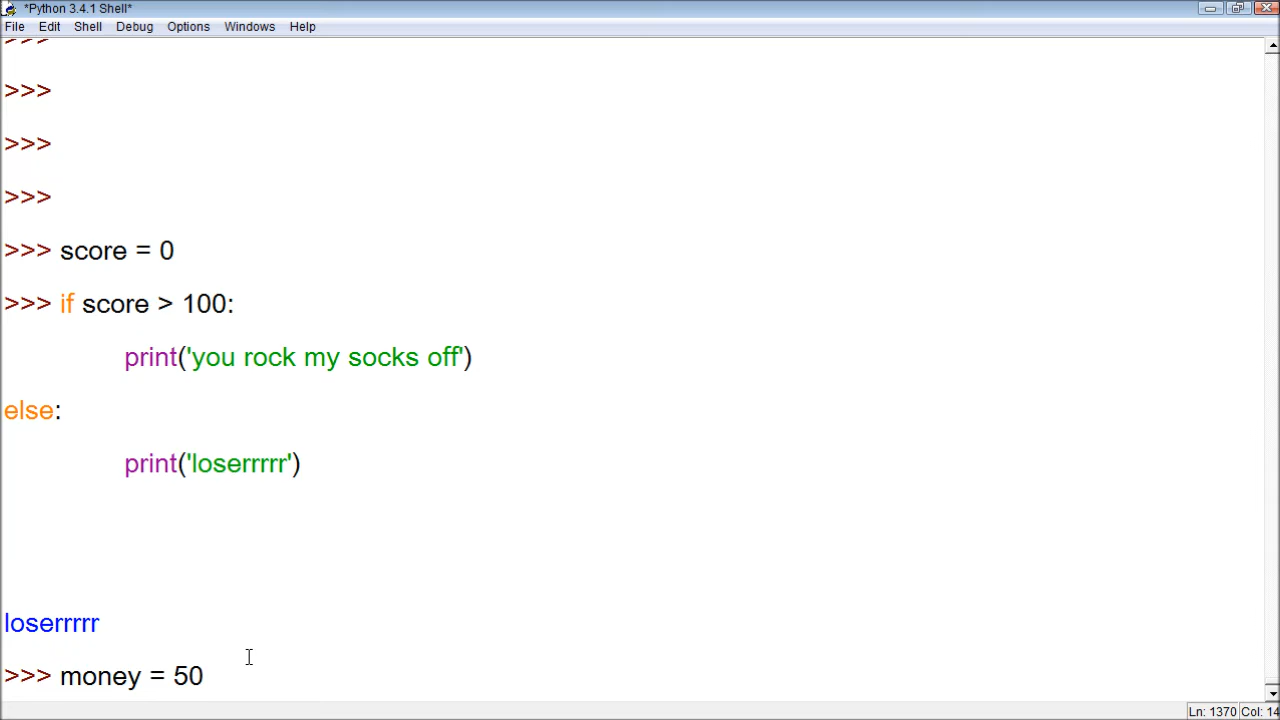 *Python 3.4.1 Shell*
File Edit Shell Debug Options Windows Help
>>>
>>>
>>>
>>>
>>> score = 0
>>> if score > 100:
print('you rock my socks off')
else:
print('loserrrrr')
loserrrrr
>>> money = 50
Ln: 1370 Col: 14